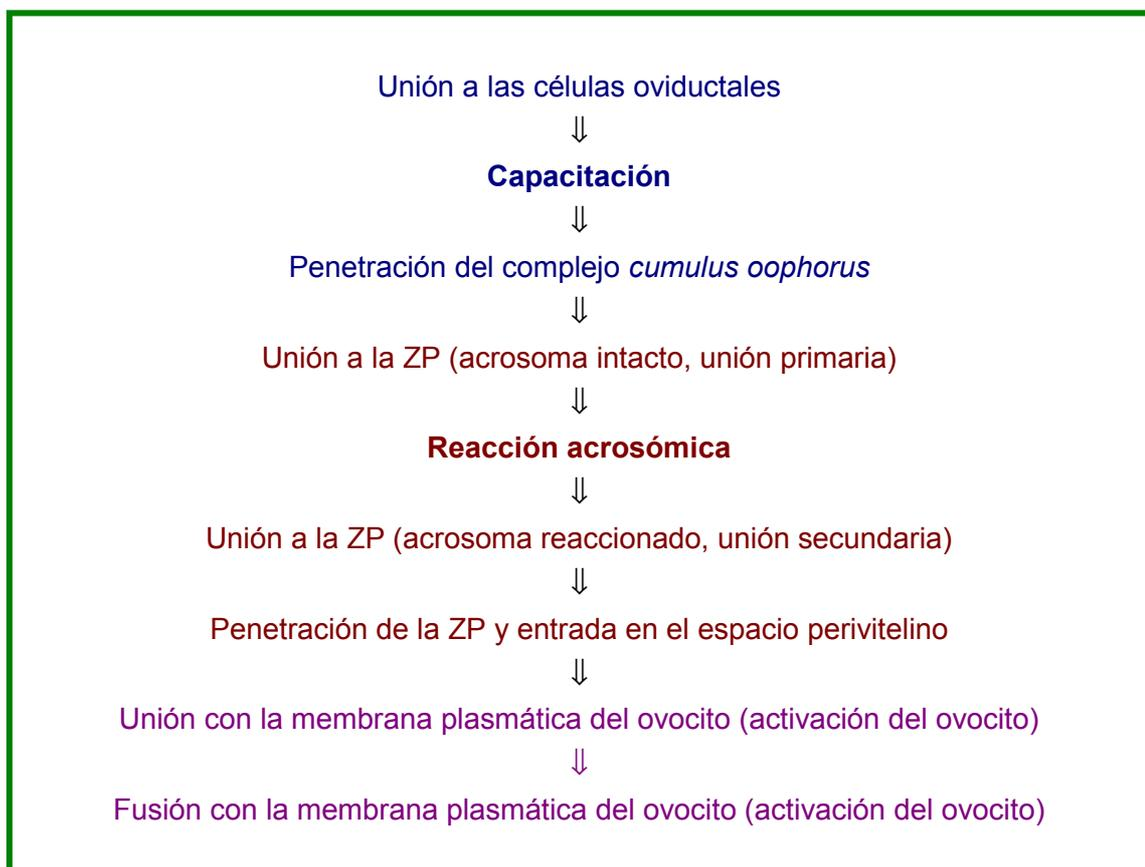 Unión a las células oviductales
⇓
Capacitación
⇓
Penetración del complejo cumulus oophorus
⇓
Unión a la ZP (acrosoma intacto, unión primaria)
⇓
Reacción acrosómica
⇓
Unión a la ZP (acrosoma reaccionado, unión secundaria)
⇓
Penetración de la ZP y entrada en el espacio perivitelino
⇓
Unión con la membrana plasmática del ovocito (activación del ovocito)
⇓
Fusión con la membrana plasmática del ovocito (activación del ovocito)